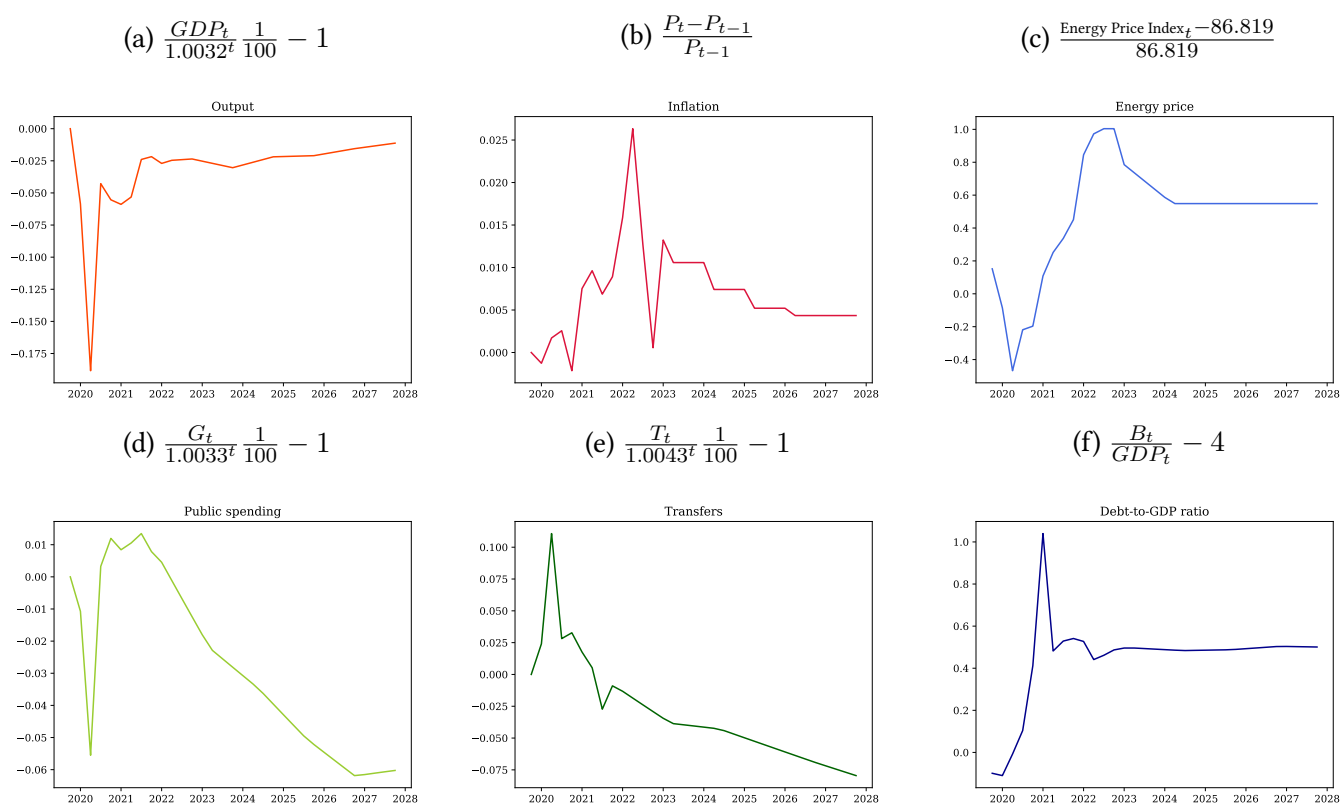 (a) \frac{GDP_t}{1.0032^t} \frac{1}{100} − 1
(b) \frac{P_t−P_{t−1}}{P_{t−1}}
(c) \frac{Energy Price Index_t−86.819}{86.819}
Output
0.000
−0.025
−0.050
−0.075
−0.100
−0.125
−0.150
−0.175
2020 2021 2022 2023 2024 2025 2026 2027 2028
Inflation
0.025
0.020
0.015
0.010
0.005
0.000
2020 2021 2022 2023 2024 2025 2026 2027 2028
Energy price
1.0
0.8
0.6
0.4
0.2
0.0
−0.2
−0.4
2020 2021 2022 2023 2024 2025 2026 2027 2028
(d) \frac{G_t}{1.0033^t} \frac{1}{100} − 1
(e) \frac{T_t}{1.0043^t} \frac{1}{100} − 1
(f) \frac{B_t}{GDP_t} − 4
Public spending
0.01
0.00
−0.01
−0.02
−0.03
−0.04
−0.05
−0.06
2020 2021 2022 2023 2024 2025 2026 2027 2028
Transfers
0.100
0.075
0.050
0.025
0.000
−0.025
−0.050
−0.075
2020 2021 2022 2023 2024 2025 2026 2027 2028
Debt-to-GDP ratio
1.0
0.8
0.6
0.4
0.2
0.0
2020 2021 2022 2023 2024 2025 2026 2027 2028